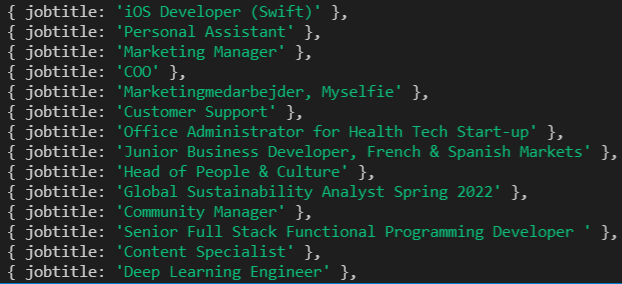 { jobtitle: 'iOS Developer (Swift)' },
{ jobtitle: 'Personal Assistant' },
{ jobtitle: 'Marketing Manager' },
{ jobtitle: 'COO' },
{ jobtitle: 'Marketingmedarbejder, Myselfie' },
{ jobtitle: 'Customer Support' },
{ jobtitle: 'Office Administrator for Health Tech Start-up' },
{ jobtitle: 'Junior Business Developer, French & Spanish Markets' },
{ jobtitle: 'Head of People & Culture' },
{ jobtitle: 'Global Sustainability Analyst Spring 2022' },
{ jobtitle: 'Community Manager' },
{ jobtitle: 'Senior Full Stack Functional Programming Developer ' },
{ jobtitle: 'Content Specialist' },
{ jobtitle: 'Deep Learning Engineer' },